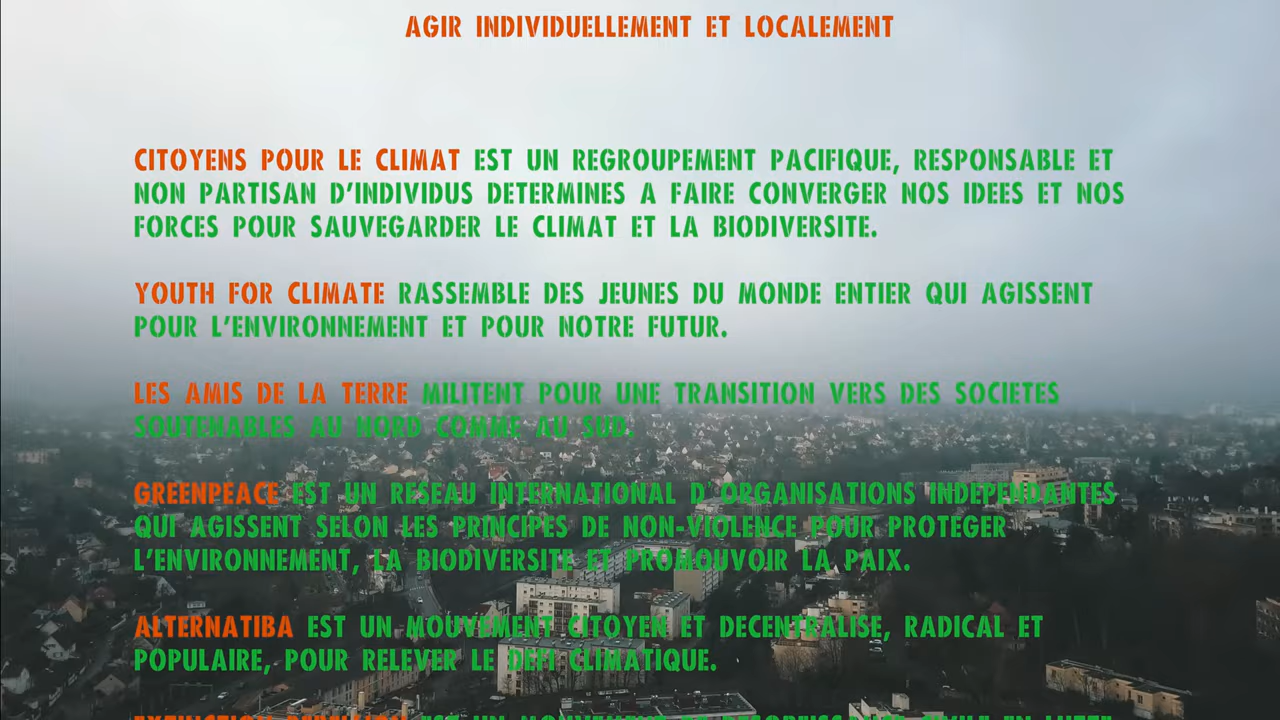 AGIR INDIVIDUELLEMENT ET LOCALEMENT
CITOYENS POUR LE CLIMAT EST UN REGROUPEMENT PACIFIQUE, RESPONSABLE ET
NON PARTISAN D'INDIVIDUS DETERMINES A FAIRE CONVERGER NOS IDEES ET NOS
FORCES POUR SAUVEGARDER LE CLIMAT ET LA BIODIVERSITE.
YOUTH FOR CLIMATE RASSEMBLE DES JEUNES DU MONDE ENTIER QUI AGISSENT
POUR L'ENVIRONNEMENT ET POUR NOTRE FUTUR.
LES AMIS DE LA TERRE MILITENT POUR UNE TRANSITION VERS DES SOCIETES
SOUTENABLES AU NORD COMME AU SUD.
GREENPEACE EST UN RESEAU INTERNATIONAL D' ORGANISATIONS INDEPENDANTES
QUI AGISSENT SELON LES PRINCIPES DE NON-VIOLENCE POUR PROTEGER
L'ENVIRONNEMENT, LA BIODIVERSITE ET PROMOUVOIR LA PAIX.
ALTERNATIBA EST UN MOUVEMENT CITOYEN ET DECENTRALISE, RADICAL ET
POPULAIRE, POUR RELEVER LE DEFI CLIMATIQUE.